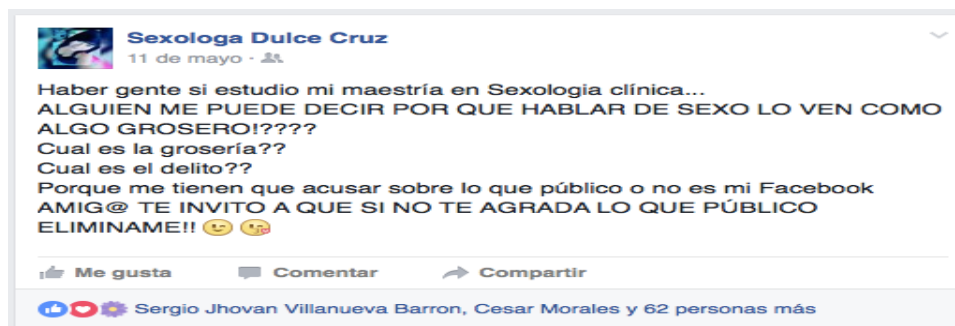 Sexologa Dulce Cruz
11 de mayo ·
Haber gente si estudio mi maestría en Sexologia clínica...
ALGUIEN ME PUEDE DECIR POR QUE HABLAR DE SEXO LO VEN COMO
ALGO GROSERO!????
Cual es la grosería??
Cual es el delito??
Porque me tienen que acusar sobre lo que público o no es mi Facebook
AMIG@ TE INVITO A QUE SI NO TE AGRADA LO QUE PÚBLICO
ELIMINAME!! 😉 😘
Me gusta Comentar Compartir
Sergio Jhovan Villanueva Barron, Cesar Morales y 62 personas más